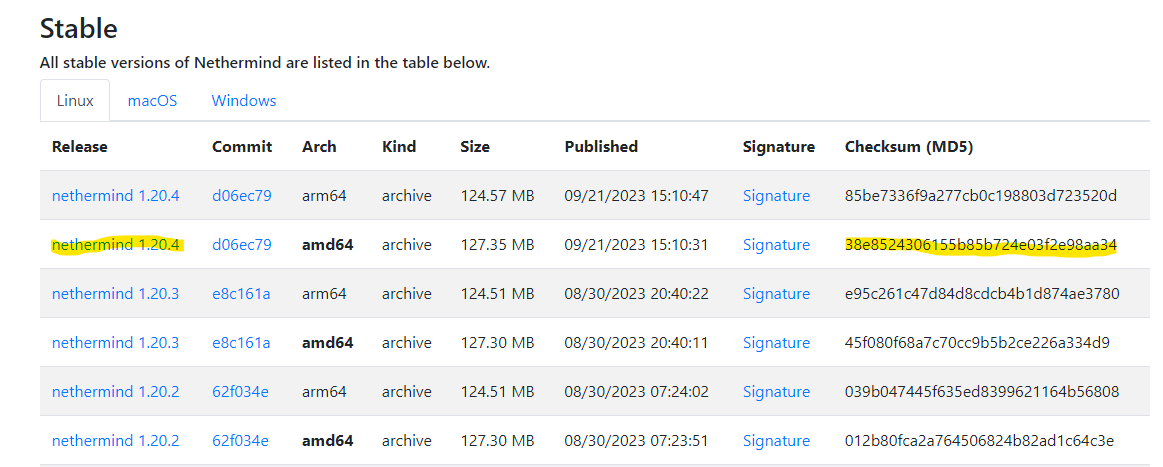 Stable
All stable versions of Nethermind are listed in the table below.
Linux macOS Windows
Release Commit Arch Kind Size Published Signature Checksum (MD5)
nethermind 1.20.4 d06ec79 arm64 archive 124.57 MB 09/21/2023 15:10:47 Signature 85be7336f9a277cb0c198803d723520d
nethermind 1.20.4 d06ec79 amd64 archive 127.35 MB 09/21/2023 15:10:31 Signature 38e8524306155b85b724e03f2e98aa34
nethermind 1.20.3 e8c161a arm64 archive 124.51 MB 08/30/2023 20:40:22 Signature e95c261c47d84d8cdcb4b1d874ae3780
nethermind 1.20.3 e8c161a amd64 archive 127.30 MB 08/30/2023 20:40:11 Signature 45f080f68a7c70cc9b5b2ce226a334d9
nethermind 1.20.2 62f034e arm64 archive 124.51 MB 08/30/2023 07:24:02 Signature 039b047445f635ed8399621164b56808
nethermind 1.20.2 62f034e amd64 archive 127.30 MB 08/30/2023 07:23:51 Signature 012b80fca2a764506824b82ad1c64c3e